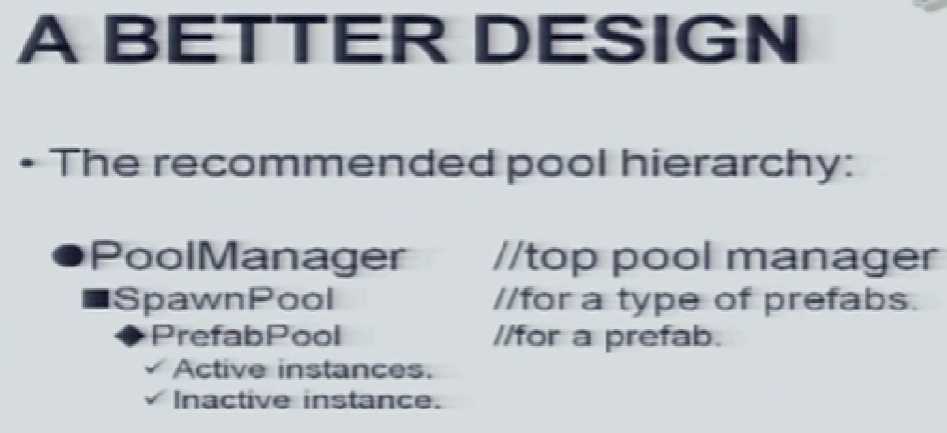 A BETTER DESIGN
• The recommended pool hierarchy:
●PoolManager //top pool manager
■SpawnPool //for a type of prefabs.
◆PrefabPool //for a prefab.
✓ Active instances.
✓ Inactive instance.